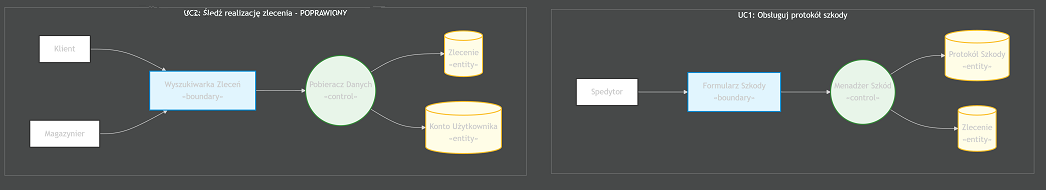 UC2: Śledź realizację zlecenia - POPRAWIONY
Klient
Magazynier
Wyszukiwarka Zleceń
«boundary»
Pobieracz Danych
«control»
Zlecenie
«entity»
Konto Użytkownika
«entity»
UC1: Obsługuj protokół szkody
Spedytor
Formularz Szkody
«boundary»
Menadżer Szkód
«control»
Protokół Szkody
«entity»
Zlecenie
«entity»